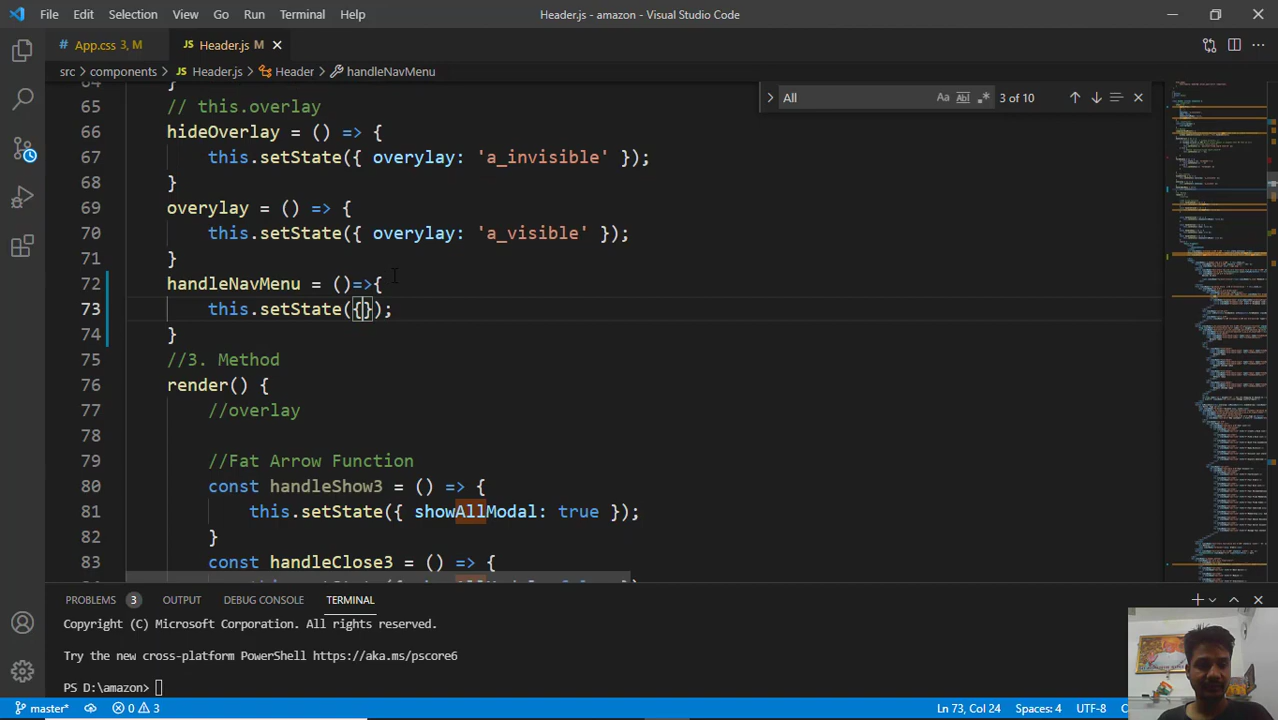 File Edit Selection View Go Run Terminal Help Header.js - amazon - Visual Studio Code
App.css 3, M JS Header.js M
src components JS Header.js Header handleNavMenu
All Aa Abl .* 3 of 10
65 // this.overlay
66 hideOverlay = () => {
67 this.setState({ overylay: 'a_invisible' });
68 }
69 overylay = () => {
70 this.setState({ overylay: 'a_visible' });
71 }
72 handleNavMenu = ()=>{
73 this.setState({});
74 }
75 //3. Method
76 render() {
77 //overlay
78
79 //Fat Arrow Function
80 const handleShow3 = () => {
81 this.setState({ showAllModal: true });
82 }
83 const handleClose3 = () => {
PROBLEMS 3 OUTPUT DEBUG CONSOLE TERMINAL
Copyright (C) Microsoft Corporation. All rights reserved.
Try the new cross-platform PowerShell https://aka.ms/pscore6
PS D:\amazon>
master* 0 3 Ln 73, Col 24 Spaces: 4 UTF-8